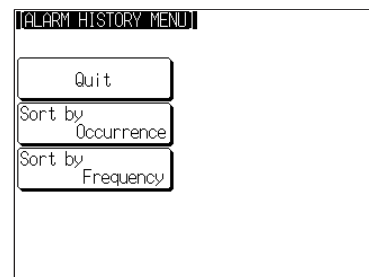 [ALARM HISTORY MENU]
Quit
Sort by
Occurrence
Sort by
Frequency